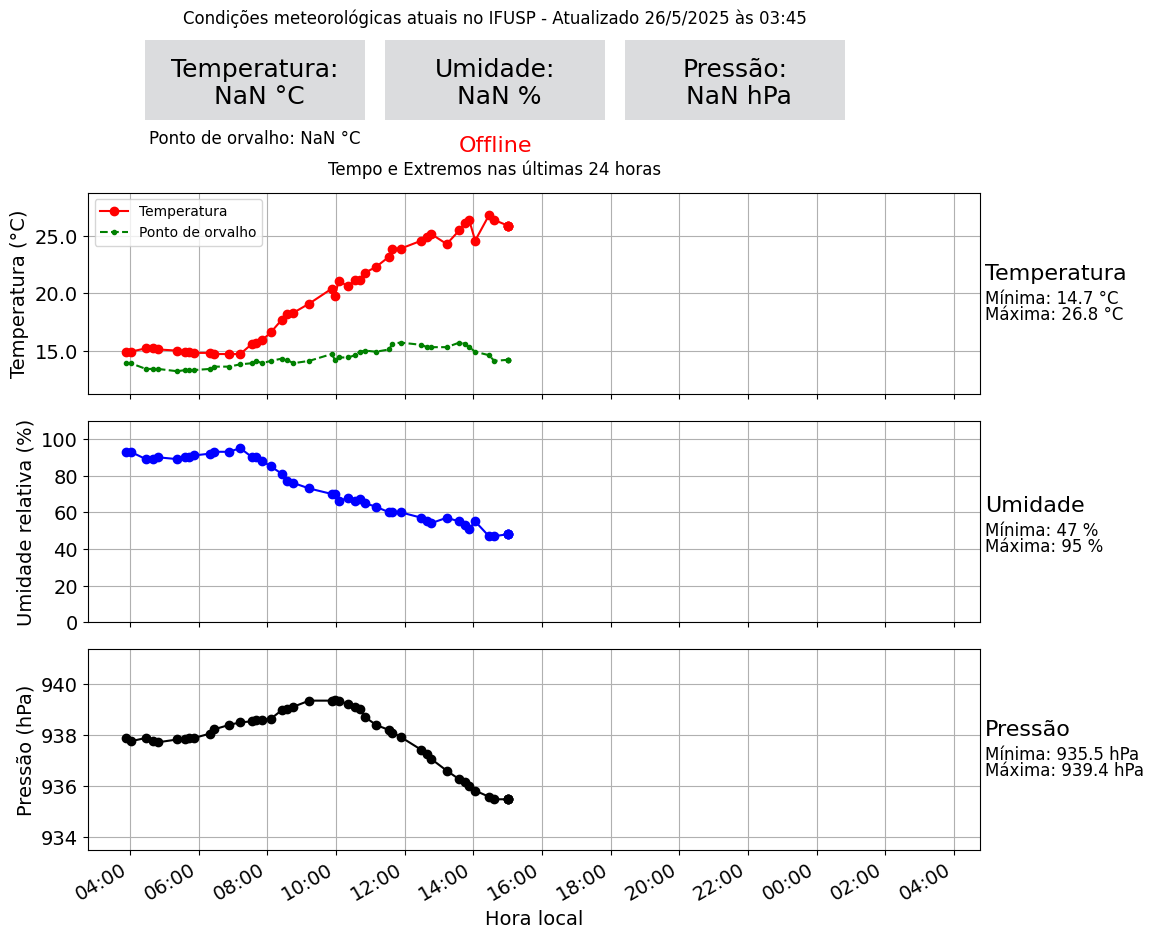 Condições meteorológicas atuais no IFUSP - Atualizado 26/5/2025 às 03:45
Temperatura:
NaN °C
Umidade:
NaN %
Pressão:
NaN hPa
Ponto de orvalho: NaN °C
Offline
Tempo e Extremos nas últimas 24 horas
Temperatura (°C)
25.0
20.0
15.0
Temperatura
Ponto de orvalho
Temperatura
Mínima: 14.7 °C
Máxima: 26.8 °C
Umidade relativa (%)
100
80
60
40
20
0
Umidade
Mínima: 47 %
Máxima: 95 %
Pressão (hPa)
940
938
936
934
Pressão
Mínima: 935.5 hPa
Máxima: 939.4 hPa
04:00 06:00 08:00 10:00 12:00 14:00 16:00 18:00 20:00 22:00 00:00 02:00 04:00
Hora local